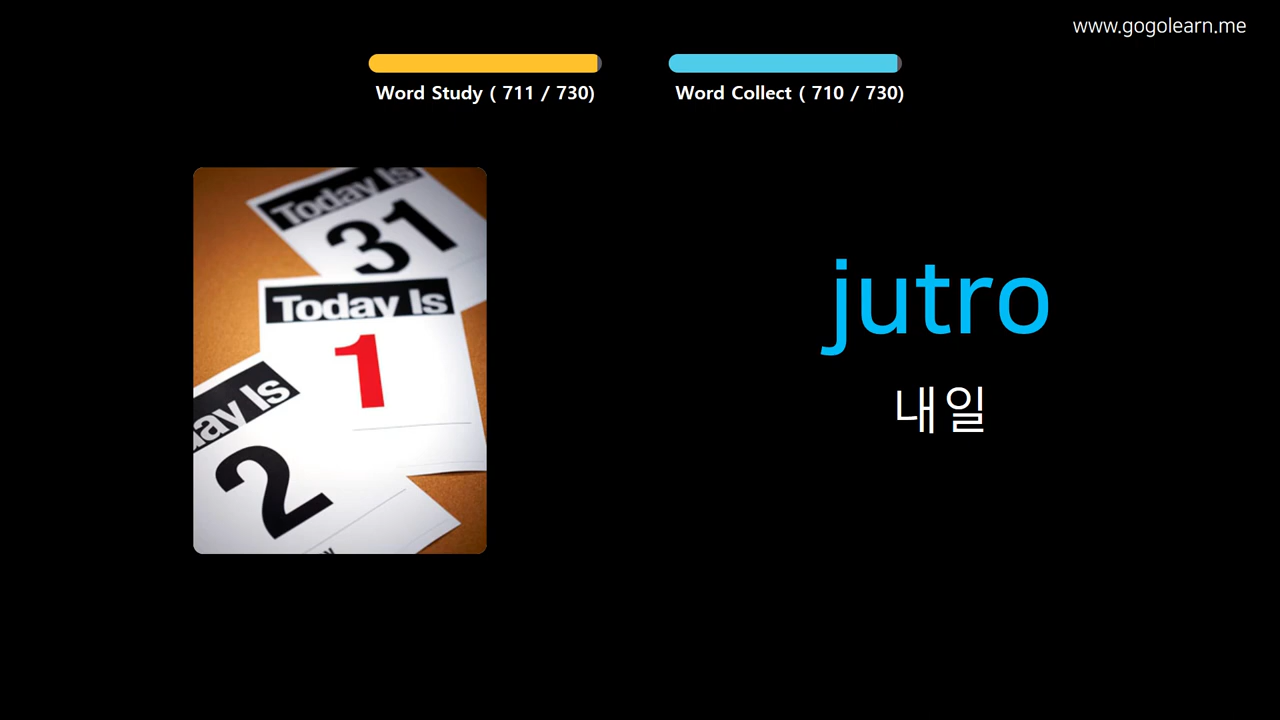 www.gogolearn.me
Word Study ( 711 / 730)
Word Collect ( 710 / 730)
Today Is
31
Today Is
1
ay Is
2
jutro
내일